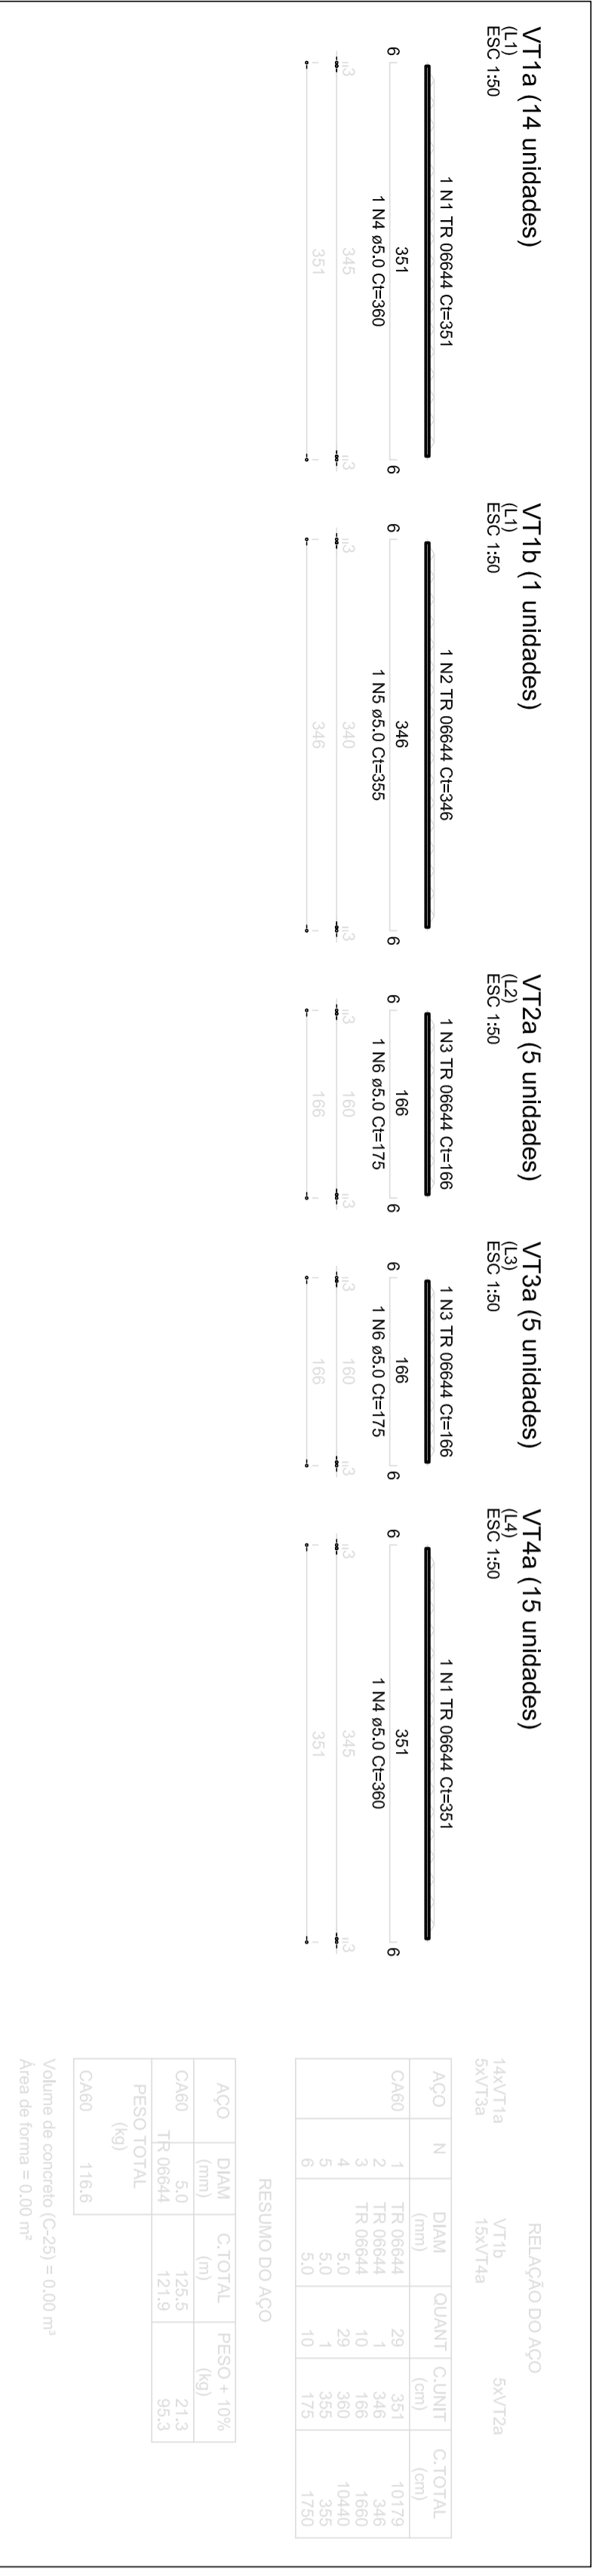 VT1a (14 unidades)
(L1)
ESC 1:50
1 N1 TR 06644 Ct=351
6
351
6
1 N4 ø5.0 Ct=360
3
345
3
351
VT1b (1 unidades)
(L1)
ESC 1:50
1 N2 TR 06644 Ct=346
6
346
6
1 N5 ø5.0 Ct=355
3
340
3
346
VT2a (5 unidades)
(L2)
ESC 1:50
1 N3 TR 06644 Ct=166
6
166
6
1 N6 ø5.0 Ct=175
3
160
3
166
VT3a (5 unidades)
(L3)
ESC 1:50
1 N3 TR 06644 Ct=166
6
166
6
1 N6 ø5.0 Ct=175
3
160
3
166
VT4a (15 unidades)
(L4)
ESC 1:50
1 N1 TR 06644 Ct=351
6
351
6
1 N4 ø5.0 Ct=360
3
345
3
351
RELAÇÃO DO AÇO
14xVT1a VT1b 5xVT2a
5xVT3a 15xVT4a
AÇO N DIAM QUANT C.UNIT C.TOTAL
(mm) (cm) (cm)
CA60 1 TR 06644 29 351 10179
2 TR 06644 1 346 346
3 TR 06644 10 166 1660
4 5.0 29 360 10440
5 5.0 1 355 355
6 5.0 10 175 1750
RESUMO DO AÇO
AÇO DIAM C.TOTAL PESO + 10%
(mm) (m) (kg)
CA60 5.0 125.5 21.3
TR 06644 121.9 95.3
PESO TOTAL
(kg)
CA60 116.6
Volume de concreto (C-25) = 0.00 m³
Área de forma = 0.00 m²